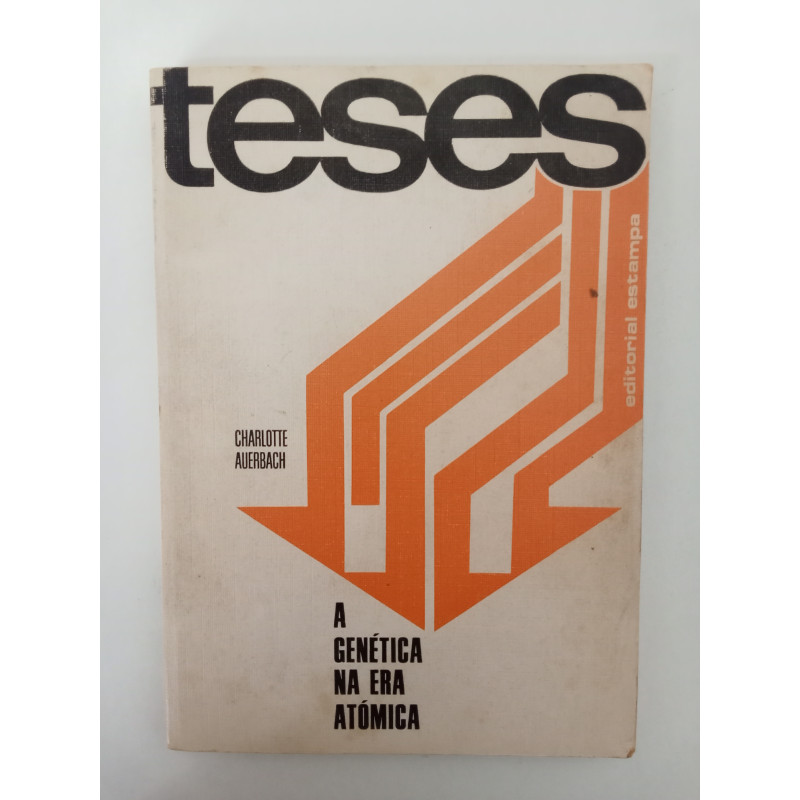 teses
editorial estampa
CHARLOTTE
AUERBACH
A
GENÉTICA
NA ERA
ATÓMICA